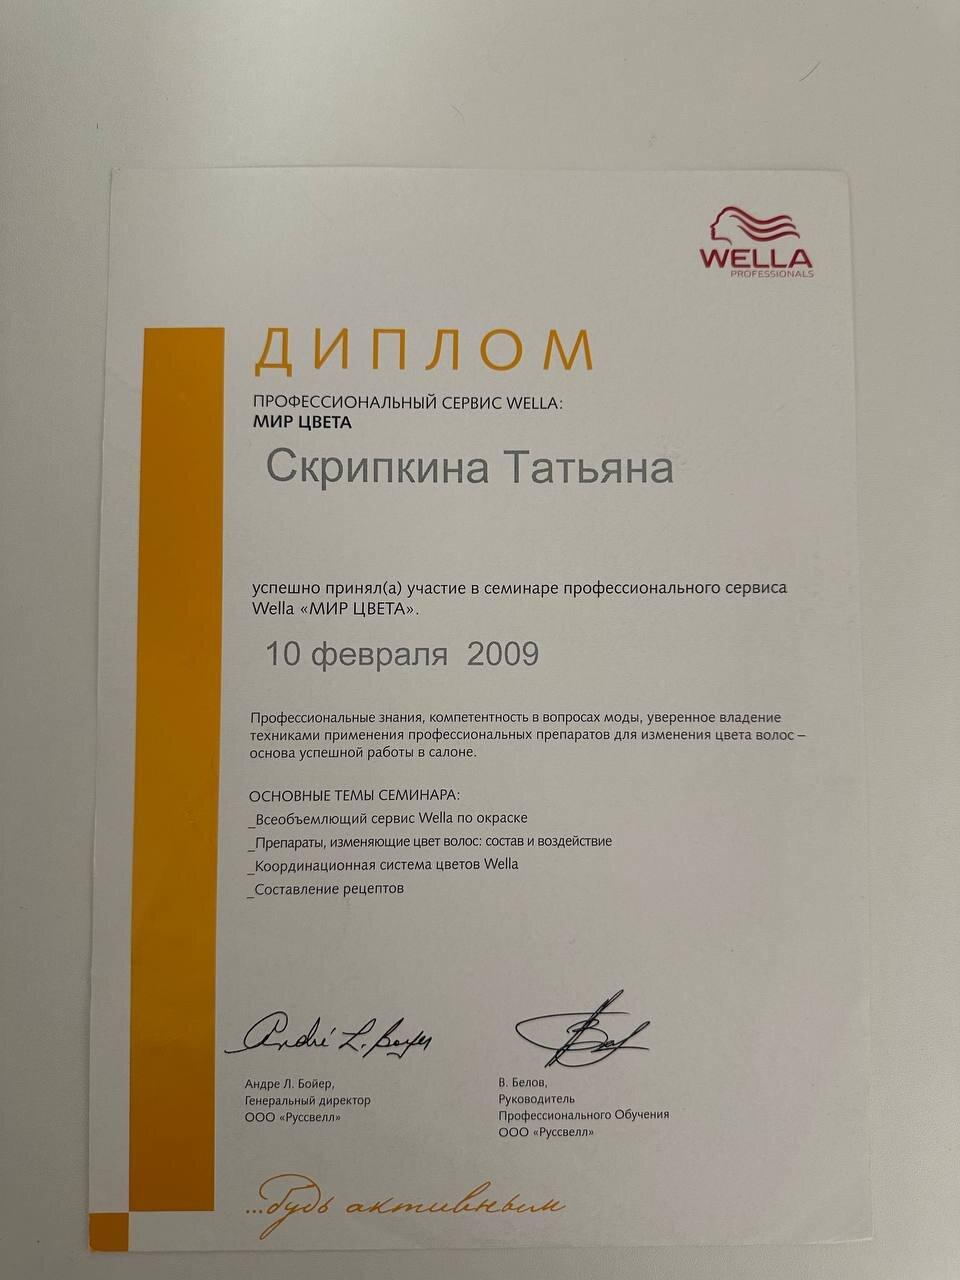 WELLA
PROFESSIONALS
ДИПЛОМ
ПРОФЕССИОНАЛЬНЫЙ СЕРВИС WELLA:
МИР ЦВЕТА
Скрипкина Татьяна
успешно принял(а) участие в семинаре профессионального сервиса
Wella «МИР ЦВЕТА».
10 февраля 2009
Профессиональные знания, компетентность в вопросах моды, уверенное владение
техниками применения профессиональных препаратов для изменения цвета волос –
основа успешной работы в салоне.
ОСНОВНЫЕ ТЕМЫ СЕМИНАРА:
_Всеобъемлющий сервис Wella по окраске
_Препараты, изменяющие цвет волос: состав и воздействие
_Координационная система цветов Wella
_Составление рецептов
André L. Boyer
Андре Л. Бойер,
Генеральный директор
ООО «Руссвелл»
В. Белов,
Руководитель
Профессионального Обучения
ООО «Руссвелл»
...будь активным